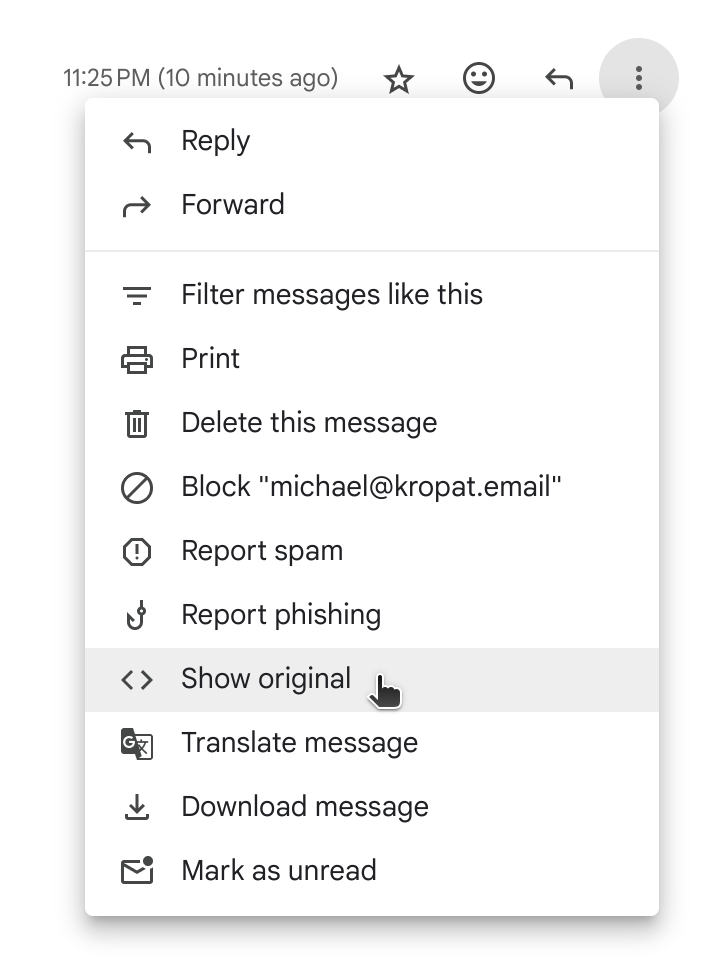 11:25 PM (10 minutes ago)
Reply
Forward
Filter messages like this
Print
Delete this message
Block "michael@kropat.email"
Report spam
Report phishing
Show original
Translate message
Download message
Mark as unread